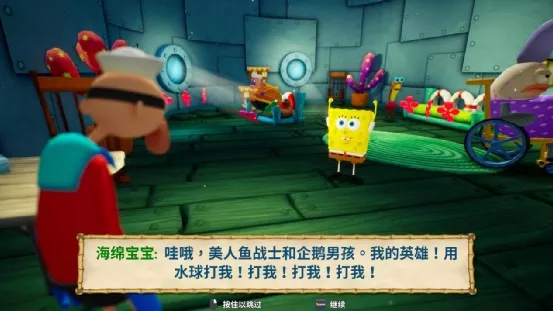 海绵宝宝: 哇哦，美人鱼战士和企鹅男孩。我的英雄！用
水球打我！打我！打我！打我！
按住以跳过 继续